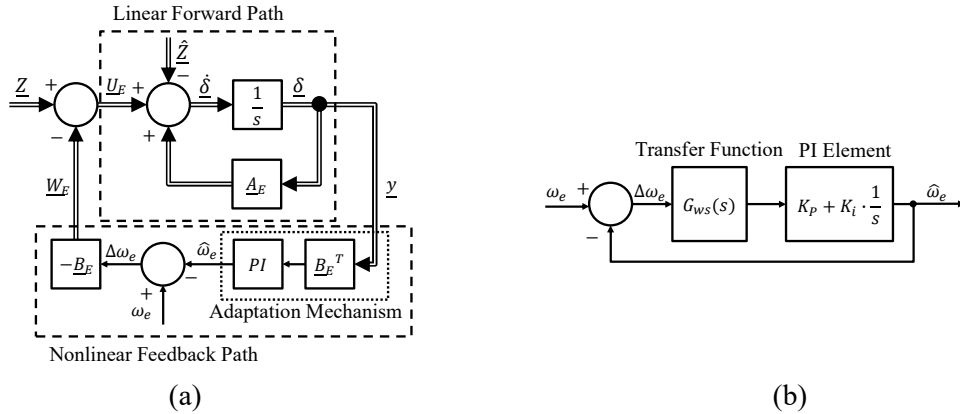 Linear Forward Path
Ẑ
Z + U_E + − δ̇ 1/s δ
− +
A_E
W_E y
−B_E Δω_e ω̂_e PI B_E^T
− +
ω_e Adaptation Mechanism
Nonlinear Feedback Path
(a)
Transfer Function PI Element
ω_e + Δω_e G_ws(s) K_P + K_i · 1/s ω̂_e
−
(b)